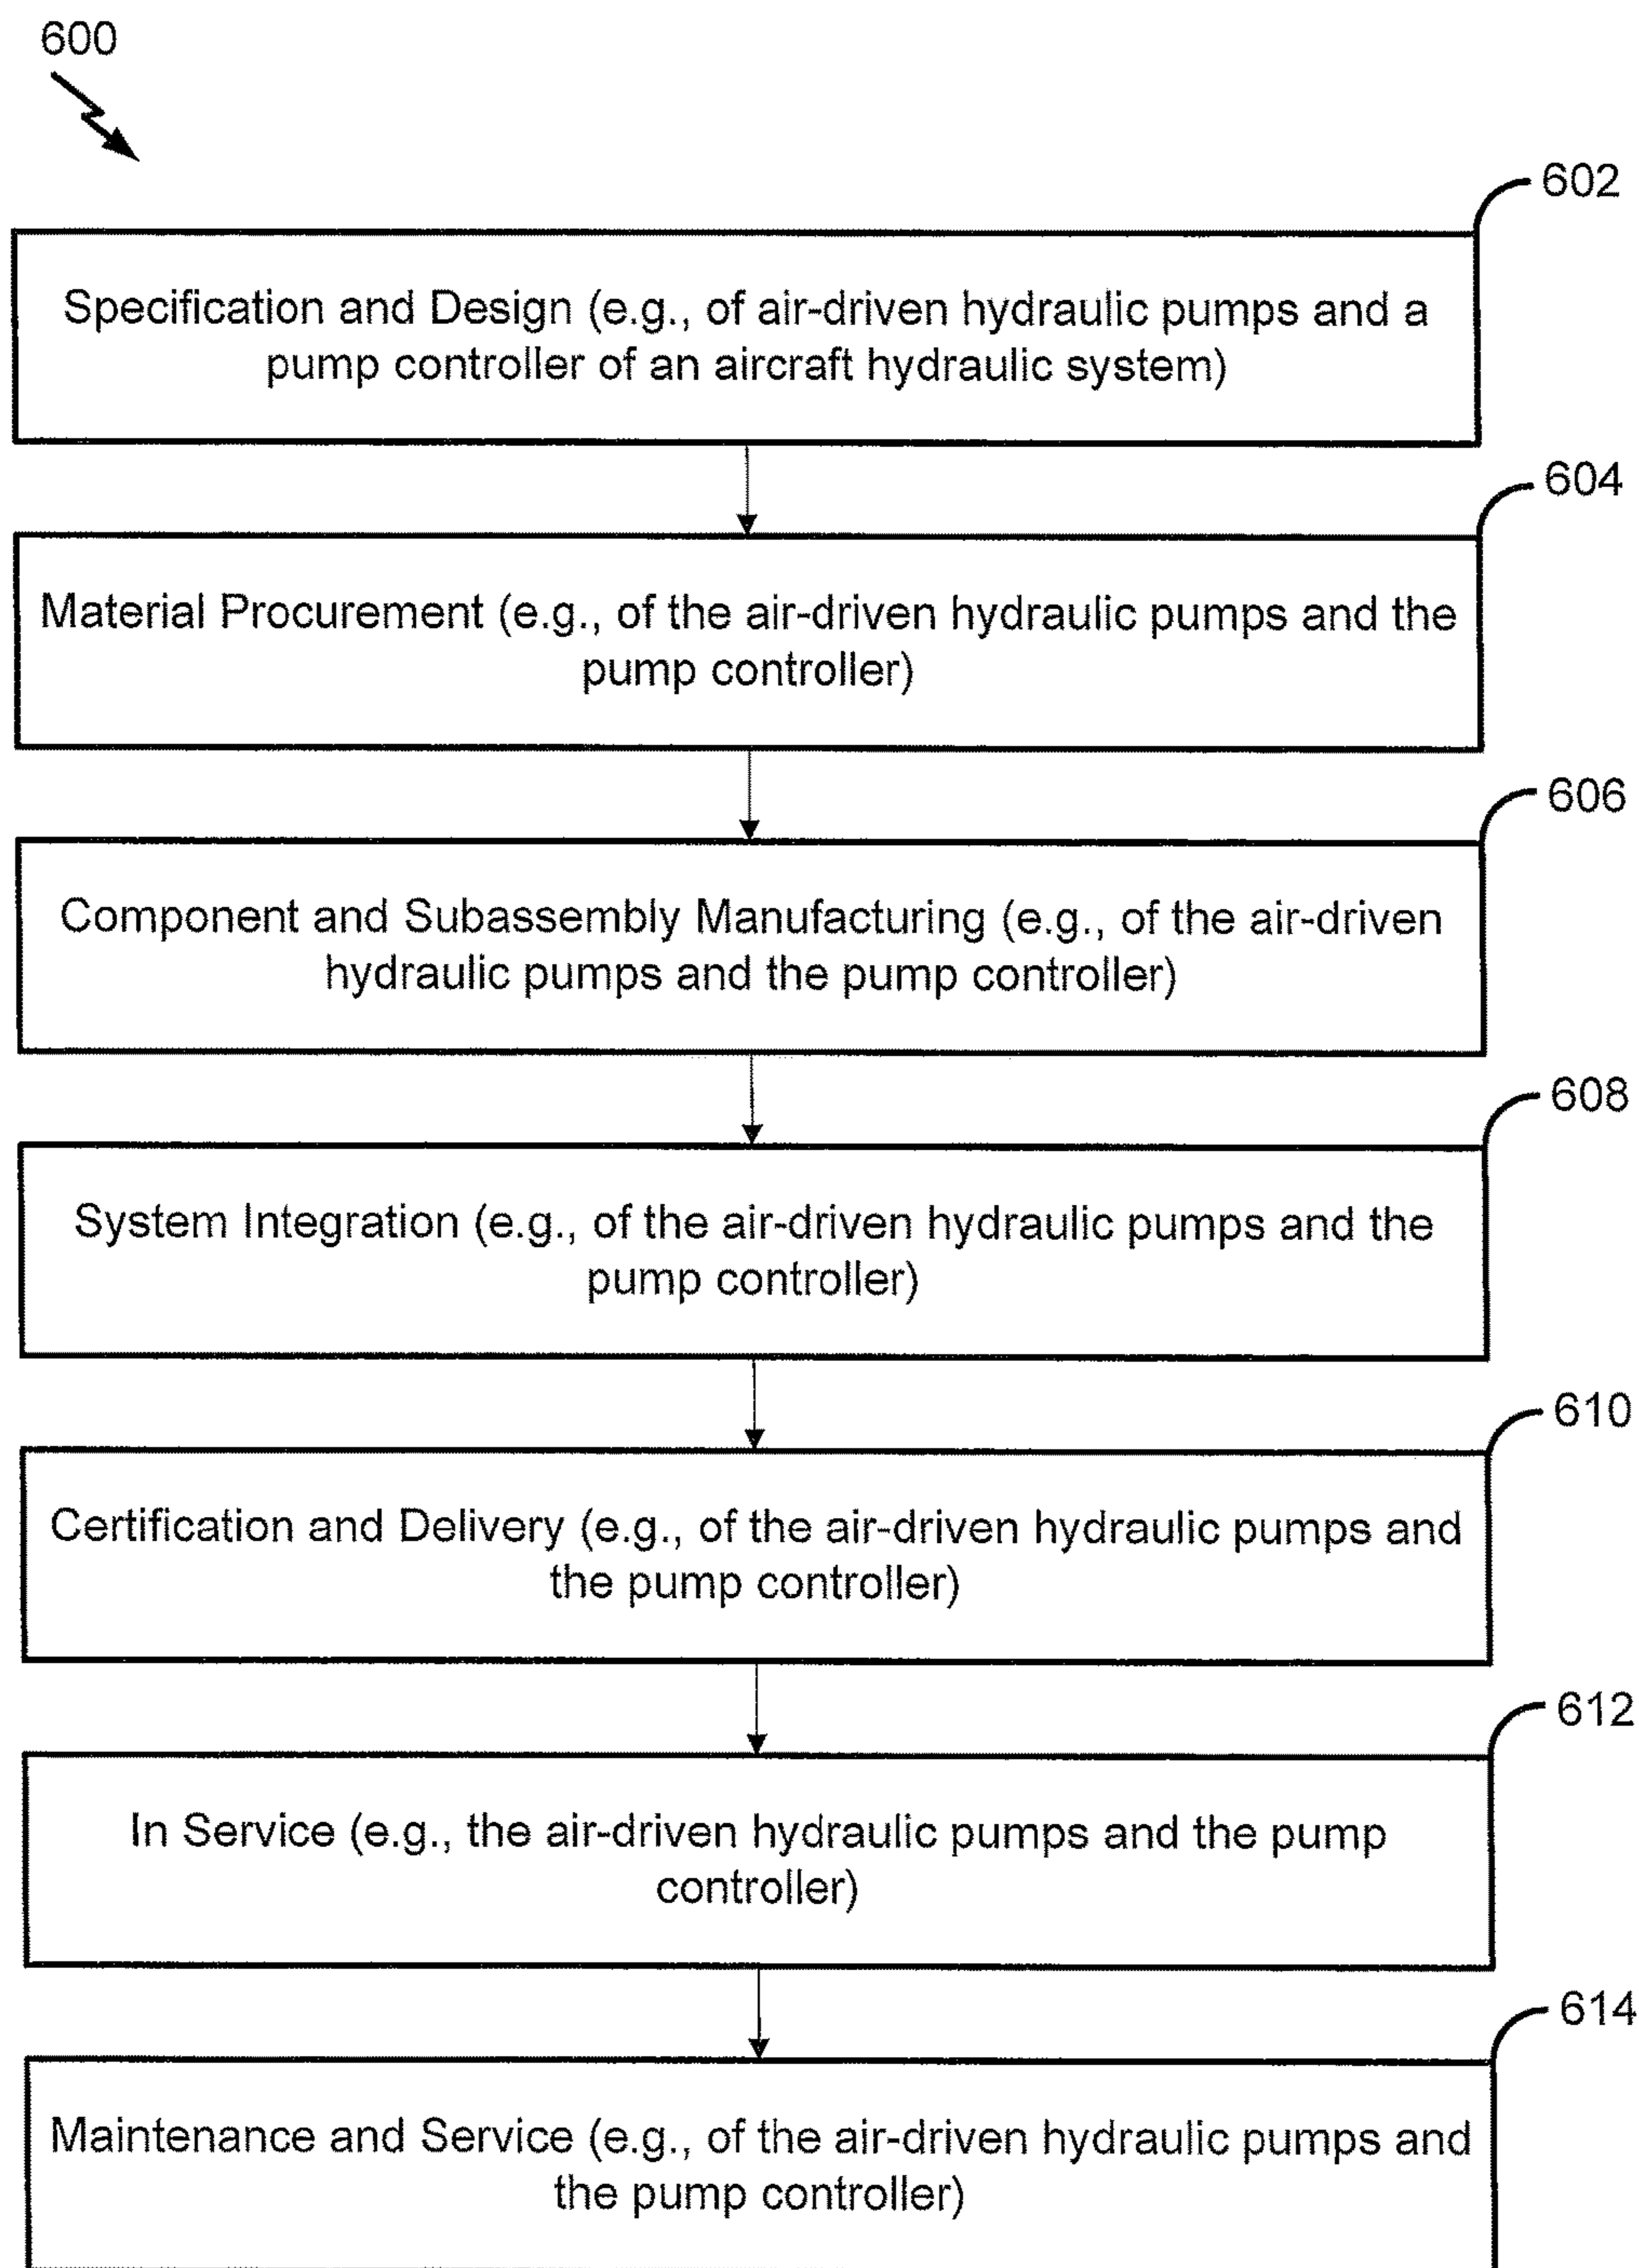 600
602
Specification and Design (e.g., of air-driven hydraulic pumps and a
pump controller of an aircraft hydraulic system)
604
Material Procurement (e.g., of the air-driven hydraulic pumps and the
pump controller)
606
Component and Subassembly Manufacturing (e.g., of the air-driven
hydraulic pumps and the pump controller)
608
System Integration (e.g., of the air-driven hydraulic pumps and the
pump controller)
610
Certification and Delivery (e.g., of the air-driven hydraulic pumps and
the pump controller)
612
In Service (e.g., the air-driven hydraulic pumps and the pump
controller)
614
Maintenance and Service (e.g., of the air-driven hydraulic pumps and
the pump controller)